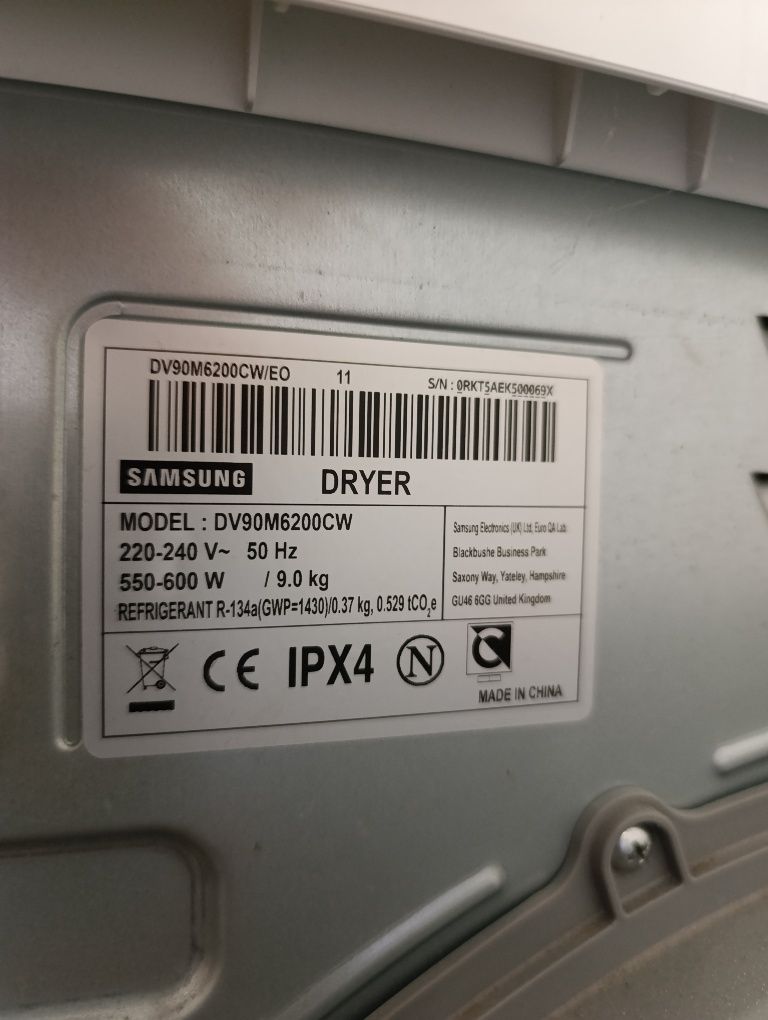 DV90M6200CW/EO 11 S/N : 0RKT5AEK500069X
SAMSUNG DRYER
MODEL : DV90M6200CW
220-240 V~ 50 Hz
550-600 W / 9.0 kg
REFRIGERANT R-134a(GWP=1430)/0.37 kg, 0.529 tCO₂e
Samsung Electronics (UK) Ltd, Euro QA Lab.
Blackbushe Business Park
Saxony Way, Yateley, Hampshire
GU46 6GG United Kingdom
CE IPX4 N
MADE IN CHINA